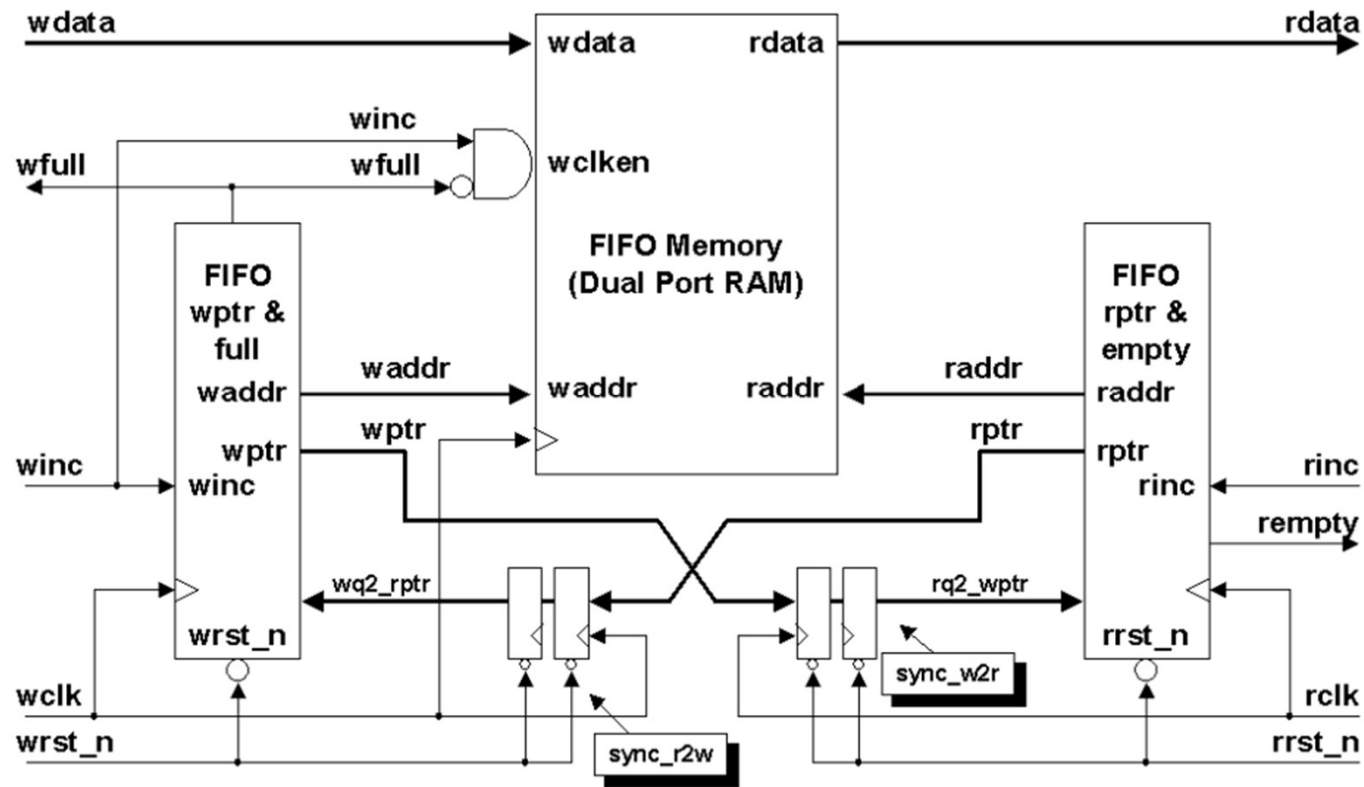 wdata
rdata
wdata
rdata
winc
wfull
wfull
wclken
FIFO Memory
(Dual Port RAM)
FIFO
wptr &
full
FIFO
rptr &
empty
waddr
waddr
waddr
raddr
raddr
raddr
wptr
wptr
rptr
rptr
winc
winc
rinc
rinc
rempty
wq2_rptr
rq2_wptr
wrst_n
rrst_n
sync_w2r
wclk
rclk
wrst_n
sync_r2w
rrst_n